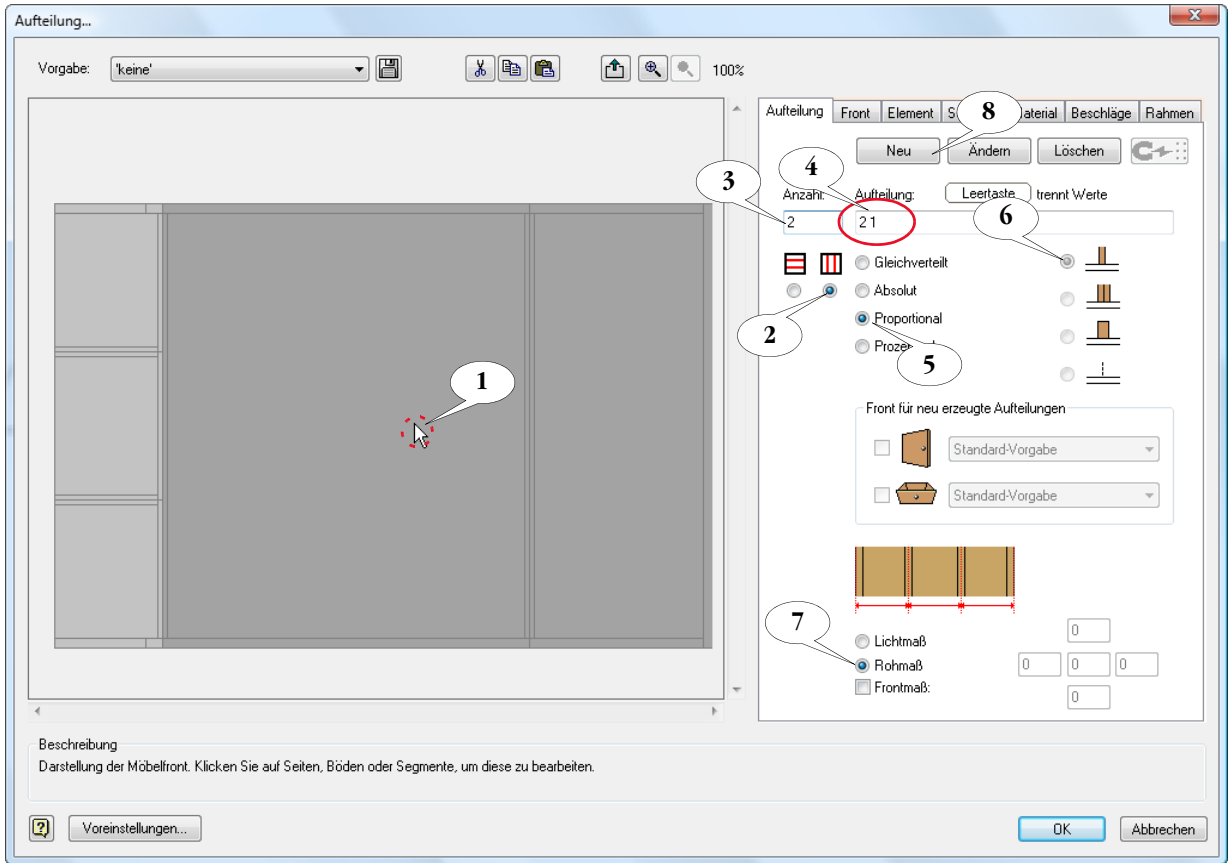 Aufteilung...
Vorgabe: 'keine' 100%
Aufteilung Front Element S aterial Beschläge Rahmen
8
Neu Ändern Löschen
4
3
Anzahl: Aufteilung: Leertaste trennt Werte
6
2 2 1
Gleichverteilt
Absolut
Proportional
2
Proze
5
1
Front für neu erzeugte Aufteilungen
Standard-Vorgabe
Standard-Vorgabe
7
0
Lichtmaß
Rohmaß 0 0 0
Frontmaß:
0
Beschreibung
Darstellung der Möbelfront. Klicken Sie auf Seiten, Böden oder Segmente, um diese zu bearbeiten.
Voreinstellungen... OK Abbrechen